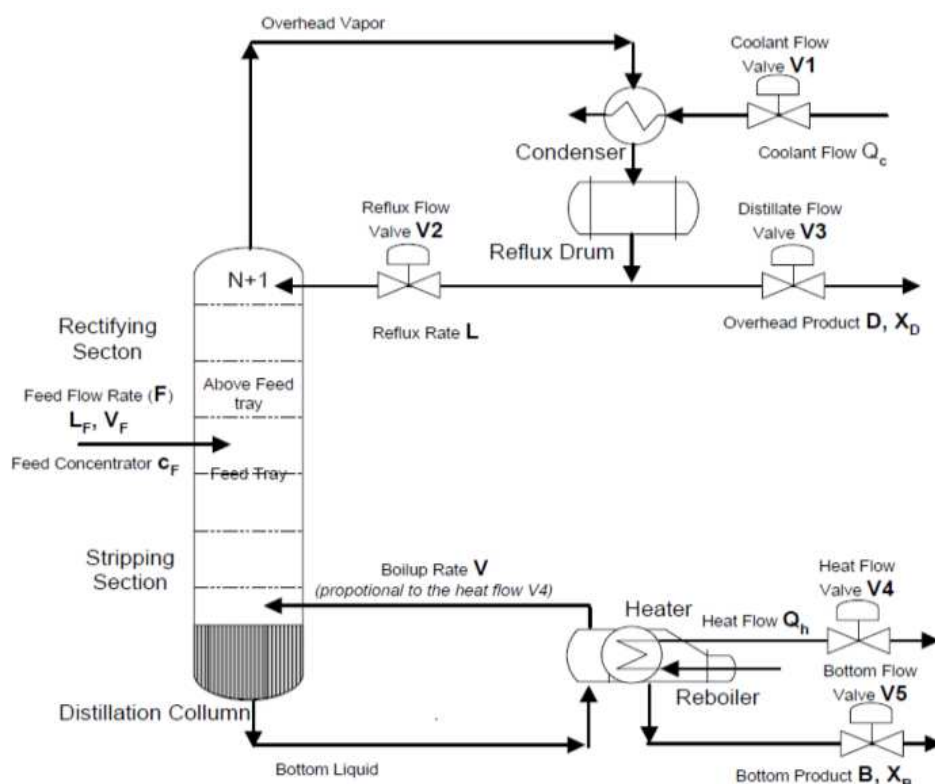 Overhead Vapor
Coolant Flow
Valve V1
Condenser
Coolant Flow Qc
Reflux Flow
Valve V2
Distillate Flow
Valve V3
Reflux Drum
N+1
Reflux Rate L
Overhead Product D, XD
Rectifying
Secton
Above Feed
tray
Feed Flow Rate (F)
LF, VF
Feed Concentrator cF
Feed Tray
Stripping
Section
Boilup Rate V
(propotional to the heat flow V4)
Heater
Heat Flow
Valve V4
Heat Flow Qh
Reboiler
Bottom Flow
Valve V5
Distillation Collumn
Bottom Liquid
Bottom Product B, XB